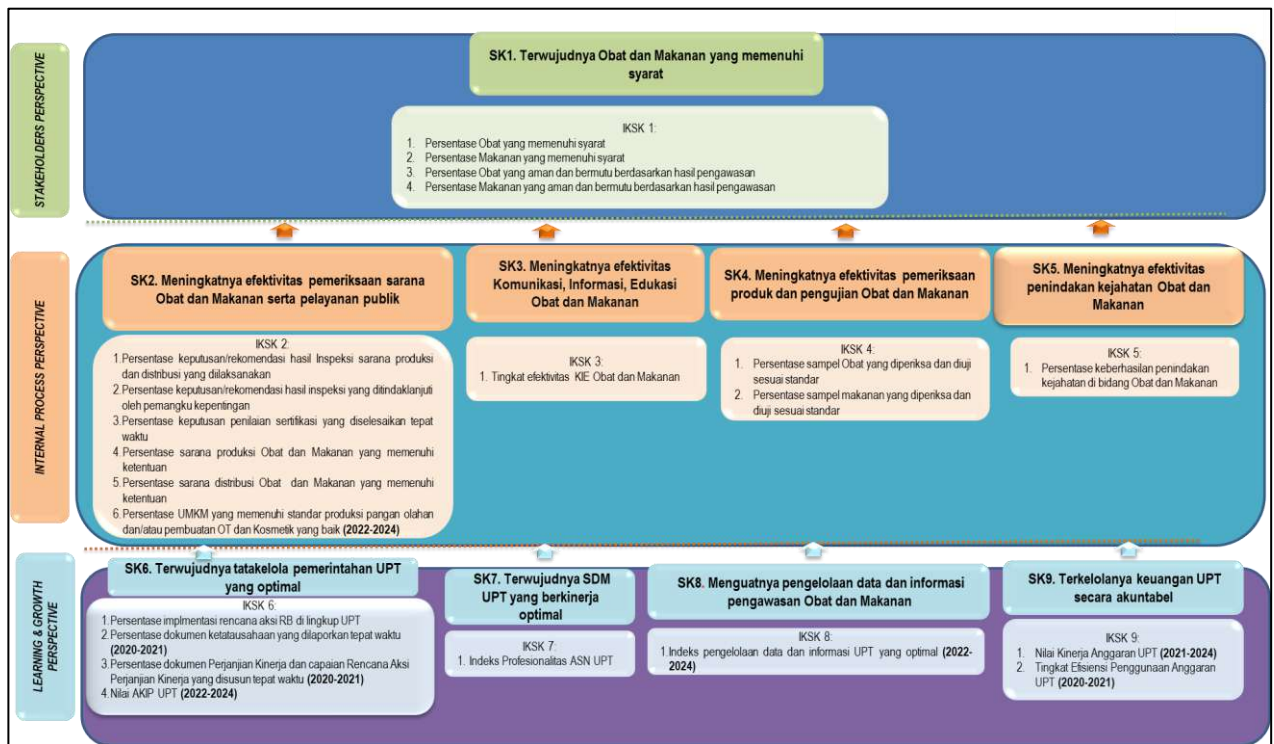 STAKEHOLDERS PERSPECTIVE
SK1. Terwujudnya Obat dan Makanan yang memenuhi
syarat
IKSK 1:
1. Persentase Obat yang memenuhi syarat
2. Persentase Makanan yang memenuhi syarat
3. Persentase Obat yang aman dan bermutu berdasarkan hasil pengawasan
4. Persentase Makanan yang aman dan bermutu berdasarkan hasil pengawasan
INTERNAL PROCESS PERSPECTIVE
SK2. Meningkatnya efektivitas pemeriksaan sarana
Obat dan Makanan serta pelayanan publik
IKSK 2:
1.Persentase keputusan/rekomendasi hasil Inspeksi sarana produksi
dan distribusi yang dilaksanakan
2.Persentase keputusan/rekomendasi hasil inspeksi yang ditindaklanjuti
oleh pemangku kepentingan
3.Persentase keputusan penilaian sertifikasi yang diselesaikan tepat
waktu
4.Persentase sarana produksi Obat dan Makanan yang memenuhi
ketentuan
5.Persentase sarana distribusi Obat dan Makanan yang memenuhi
ketentuan
6.Persentase UMKM yang memenuhi standar produksi pangan olahan
dan/atau pembuatan OT dan Kosmetik yang baik (2022-2024)
SK3. Meningkatnya efektivitas
Komunikasi, Informasi, Edukasi
Obat dan Makanan
IKSK 3:
1. Tingkat efektivitas KIE Obat dan Makanan
SK4. Meningkatnya efektivitas pemeriksaan
produk dan pengujian Obat dan Makanan
IKSK 4:
1. Persentase sampel Obat yang diperiksa dan diuji
sesuai standar
2. Persentase sampel makanan yang diperiksa dan
diuji sesuai standar
SK5. Meningkatnya efektivitas
penindakan kejahatan Obat dan
Makanan
IKSK 5:
1. Persentase keberhasilan penindakan
kejahatan di bidang Obat dan Makanan
LEARNING & GROWTH
PERSPECTIVE
SK6. Terwujudnya tatakelola pemerintahan UPT
yang optimal
IKSK 6:
1.Persentase implmentasi rencana aksi RB di lingkup UPT
2.Persentase dokumen ketatausahaan yang dilaporkan tepat waktu
(2020-2021)
3.Persentase dokumen Perjanjian Kinerja dan capaian Rencana Aksi
Perjanjian Kinerja yang disusun tepat waktu (2020-2021)
4.Nilai AKIP UPT (2022-2024)
SK7. Terwujudnya SDM
UPT yang berkinerja
optimal
IKSK 7:
1. Indeks Profesionalitas ASN UPT
SK8. Menguatnya pengelolaan data dan informasi
pengawasan Obat dan Makanan
IKSK 8:
1.Indeks pengelolaan data dan informasi UPT yang optimal (2022-
2024)
SK9. Terkelolanya keuangan UPT
secara akuntabel
IKSK 9:
1. Nilai Kinerja Anggaran UPT (2021-2024)
2. Tingkat Efisiensi Penggunaan Anggaran
UPT (2020-2021)